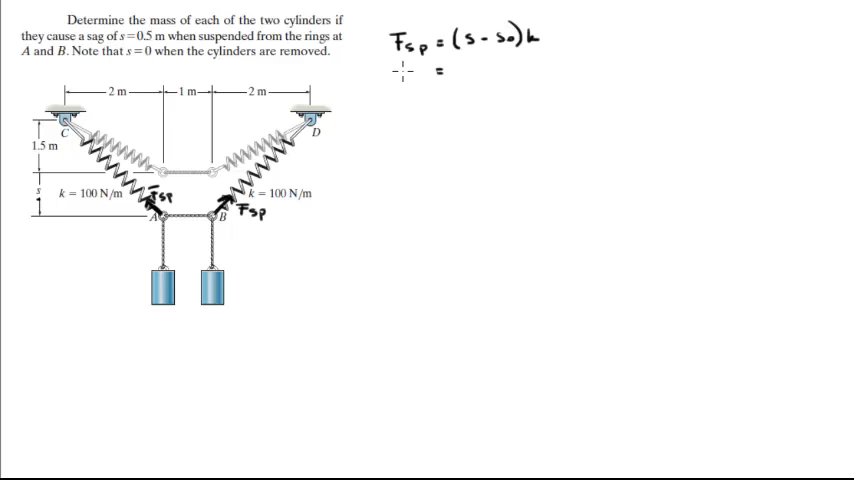 Determine the mass of each of the two cylinders if
they cause a sag of s=0.5 m when suspended from the rings at
A and B. Note that s=0 when the cylinders are removed.
Fsp = (s - so)k
=
2 m
1 m
2 m
C
D
1.5 m
s
k = 100 N/m
Fsp
k = 100 N/m
Fsp
A
B